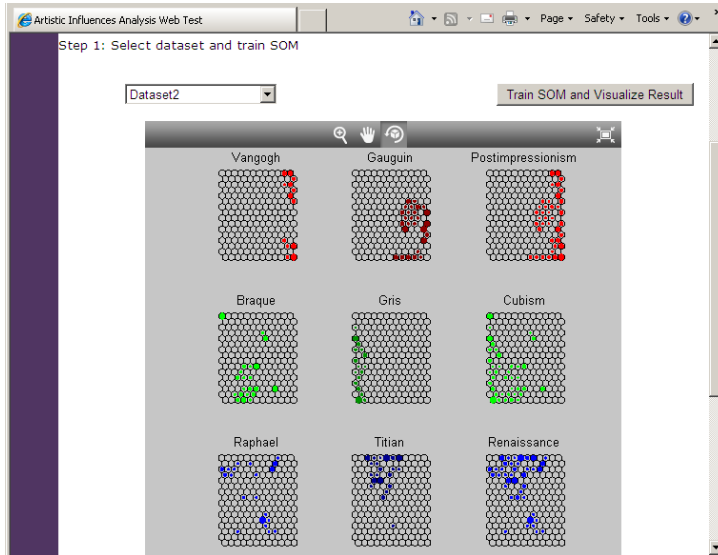 Artistic Influences Analysis Web Test
Page Safety Tools
Step 1: Select dataset and train SOM
Dataset2
Train SOM and Visualize Result
Vangogh Gauguin Postimpressionism
Braque Gris Cubism
Raphael Titian Renaissance